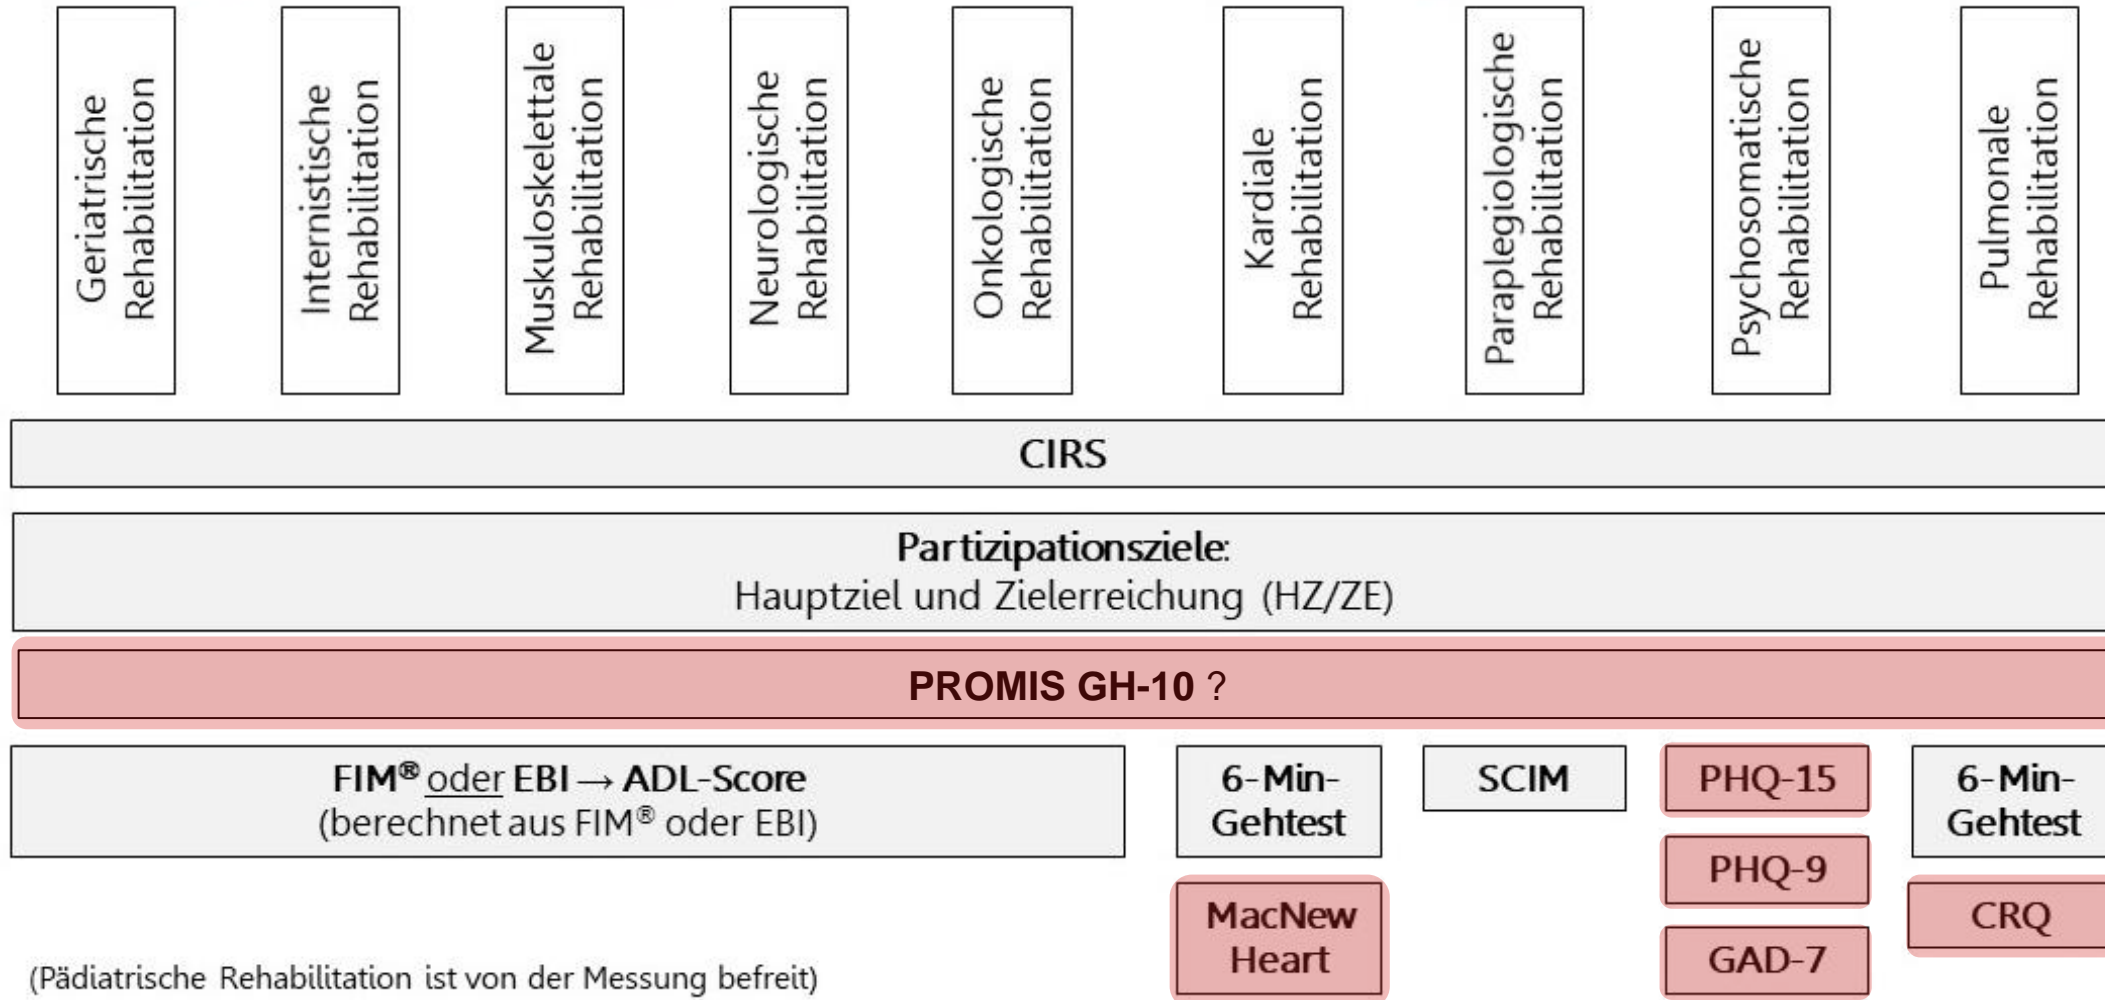 Geriatrische
Rehabilitation
Internistische
Rehabilitation
Muskuloskelettale
Rehabilitation
Neurologische
Rehabilitation
Onkologische
Rehabilitation
Kardiale
Rehabilitation
Paraplegiologische
Rehabilitation
Psychosomatische
Rehabilitation
Pulmonale
Rehabilitation
CIRS
Partizipationsziele:
Hauptziel und Zielerreichung (HZ/ZE)
PROMIS GH-10 ?
FIM® oder EBI → ADL-Score
(berechnet aus FIM® oder EBI)
6-Min-
Gehtest
MacNew
Heart
SCIM
PHQ-15
PHQ-9
GAD-7
6-Min-
Gehtest
CRQ
(Pädiatrische Rehabilitation ist von der Messung befreit)